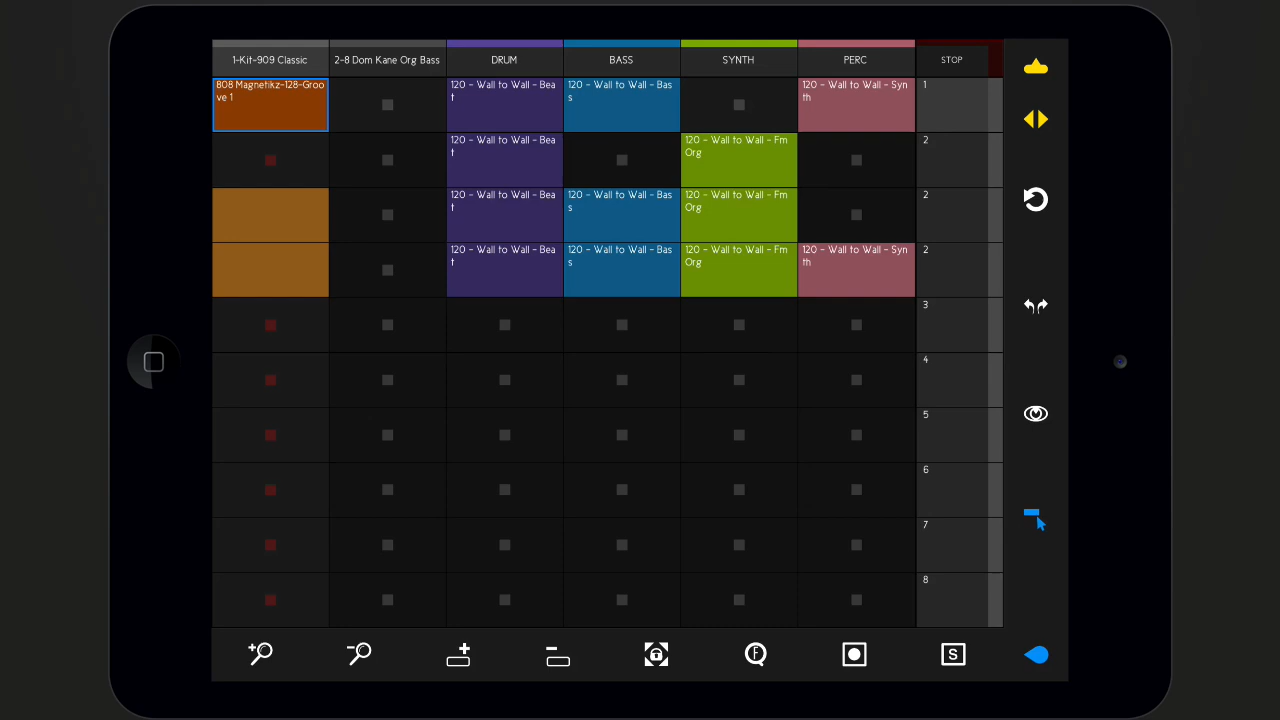 1-Kit-909 Classic 2-8 Dom Kane Org Bass DRUM BASS SYNTH PERC STOP
808 Magnetikz-128-Groo
ve 1
120 - Wall to Wall - Bea
t
120 - Wall to Wall - Bas
s
120 - Wall to Wall - Syn
th
1
120 - Wall to Wall - Bea
t
120 - Wall to Wall - Fm
Org
2
120 - Wall to Wall - Bea
t
120 - Wall to Wall - Bas
s
120 - Wall to Wall - Fm
Org
2
120 - Wall to Wall - Bea
t
120 - Wall to Wall - Bas
s
120 - Wall to Wall - Fm
Org
120 - Wall to Wall - Syn
th
2
3
4
5
6
7
8
F
S